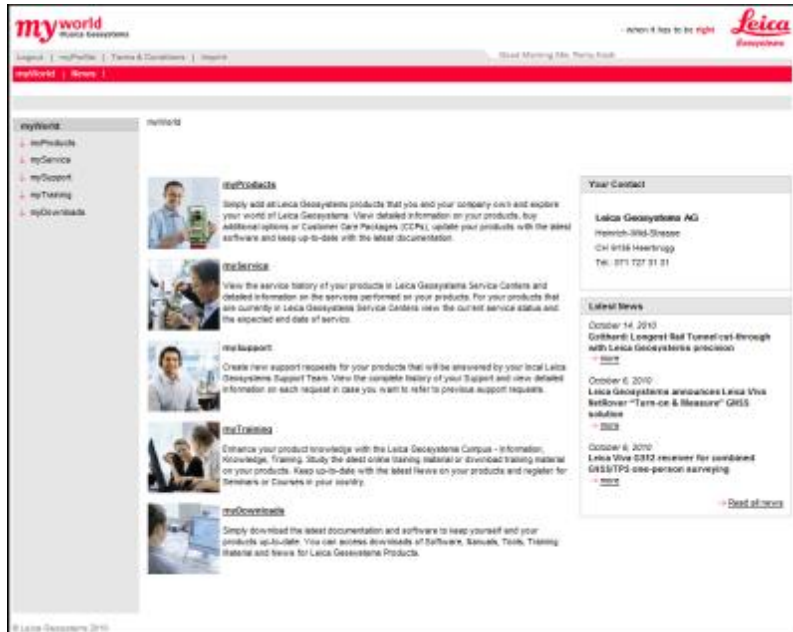 myworld
Leica Geosystems
- when it has to be right
Leica
Geosystems
Logout | myProfile | Terms & Conditions | Imprint
Good Morning Mr. Perry
myWorld | News |
myWorld
myProducts
myService
mySupport
myTraining
myDownloads
myWorld
myProducts
Simply add all Leica Geosystems products that you and your company own and explore
your world of Leica Geosystems. View detailed information on your products, buy
additional options or Customer Care Packages (CCPs), update your products with the latest
software and keep up-to-date with the latest documentation.
myService
View the service history of your products in Leica Geosystems Service Centers and
detailed information on the services performed on your products. For your products that
are currently in Leica Geosystems Service Centers view the current service status and
the expected end date of service.
mySupport
Create new support requests for your products that will be answered by your local Leica
Geosystems Support Team. View the complete history of your Support and view detailed
information on each request in case you want to refer to previous support requests.
myTraining
Enhance your product knowledge with the Leica Geosystems Campus - Information,
Knowledge, Training. Study the latest online training material or download training material
on your products. Keep up-to-date with the latest News on your products and register for
Seminars or Courses in your country.
myDownloads
Simply download the latest documentation and software to keep yourself and your
products up-to-date. You can access downloads of Software, Manuals, Tools, Training
Material and News for Leica Geosystems Products.
Your Contact
Leica Geosystems AG
Heinrich-Wild-Strasse
CH 9435 Heerbrugg
Tel. 071 727 31 31
Latest News
October 14, 2010
Gotthard: Longest Rail Tunnel cut-through
with Leica Geosystems precision
more
October 6, 2010
Leica Geosystems announces Leica Viva
NetRover "Turn-on & Measure" GNSS
solution
more
October 6, 2010
Leica Viva GS12 receiver for combined
GNSS/TPS one-person surveying
more
Read all news
© Leica Geosystems 2010